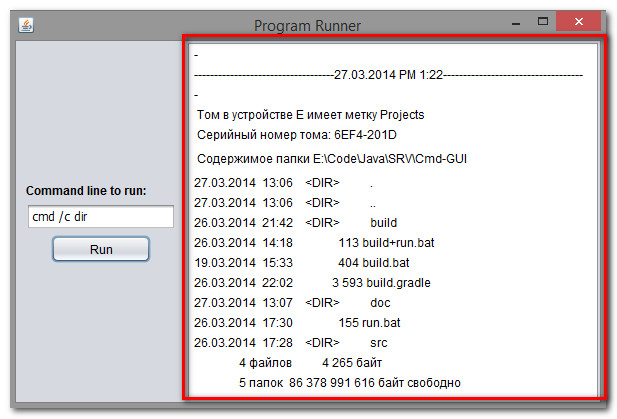 Program Runner
Command line to run:
cmd /c dir
Run
-
-----------------------------------27.03.2014 PM 1:22-----------------------------------
-
Том в устройстве E имеет метку Projects
Серийный номер тома: 6EF4-201D
Содержимое папки E:\Code\Java\SRV\Cmd-GUI
27.03.2014 13:06 <DIR> .
27.03.2014 13:06 <DIR> ..
26.03.2014 21:42 <DIR> build
26.03.2014 14:18 113 build+run.bat
19.03.2014 15:33 404 build.bat
26.03.2014 22:02 3 593 build.gradle
27.03.2014 13:07 <DIR> doc
26.03.2014 17:30 155 run.bat
26.03.2014 17:28 <DIR> src
4 файлов 4 265 байт
5 папок 86 378 991 616 байт свободно